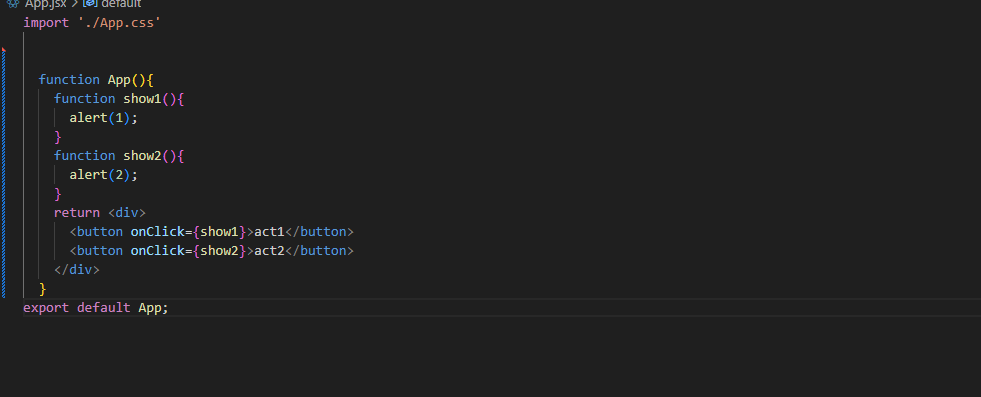 App.jsx > default
import './App.css'
function App(){
function show1(){
alert(1);
}
function show2(){
alert(2);
}
return <div>
<button onClick={show1}>act1</button>
<button onClick={show2}>act2</button>
</div>
}
export default App;